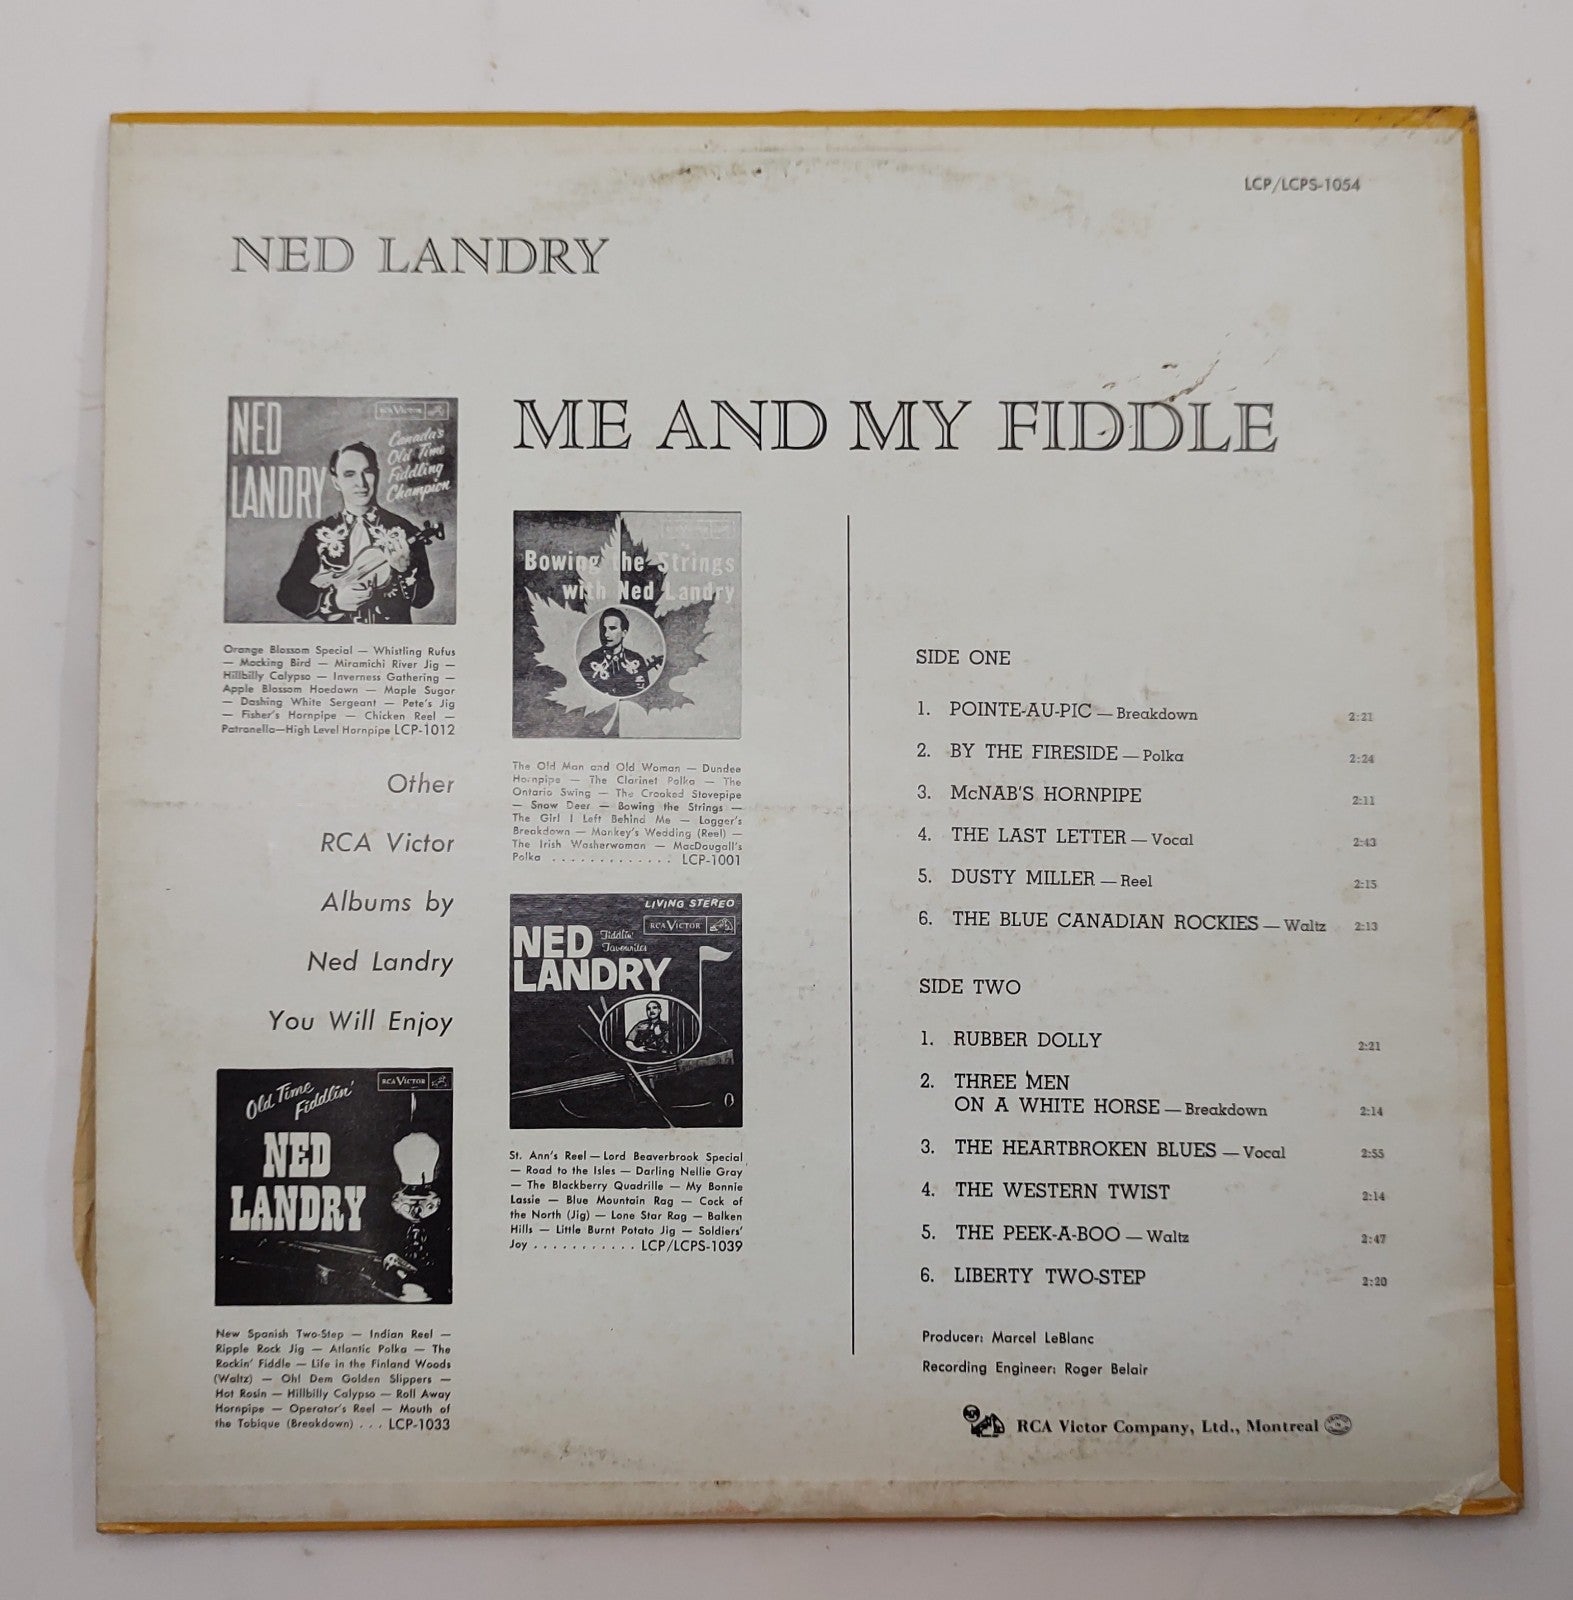 LCP/LCPS-1054
NED LANDRY
ME AND MY FIDDLE
NED
LANDRY
RCA VICTOR
Canada's
Old Time
Fiddling
Champion
Orange Blossom Special — Whistling Rufus
— Mocking Bird — Miramichi River Jig —
Hillbilly Calypso — Inverness Gathering —
Apple Blossom Hoedown — Maple Sugar
— Dashing White Sergeant — Pete's Jig
— Fisher's Hornpipe — Chicken Reel —
Patronella—High Level Hornpipe LCP-1012
Other
RCA Victor
Albums by
Ned Landry
You Will Enjoy
Old Time
Fiddlin'
RCA VICTOR
NED
LANDRY
New Spanish Two-Step — Indian Reel —
Ripple Rock Jig — Atlantic Polka — The
Rockin' Fiddle — Life in the Finland Woods
(Waltz) — Oh! Dem Golden Slippers —
Hot Rosin — Hillbilly Calypso — Roll Away
Hornpipe — Operator's Reel — Mouth of
the Tobique (Breakdown) . . . LCP-1033
Bowing the Strings
with Ned Landry
The Old Man and Old Woman — Dundee
Hornpipe — The Clarinet Polka — The
Ontario Swing — The Crooked Stovepipe
— Snow Deer — Bowing the Strings —
The Girl I Left Behind Me — Logger's
Breakdown — Monkey's Wedding (Reel) —
The Irish Washerwoman — MacDougall's
Polka . . . . . . . . . . . . . LCP-1001
LIVING STEREO
RCA VICTOR
NED
LANDRY
Fiddlin'
Favourites
St. Ann's Reel — Lord Beaverbrook Special
— Road to the Isles — Darling Nellie Gray
— The Blackberry Quadrille — My Bonnie
Lassie — Blue Mountain Rag — Cock of
the North (Jig) — Lone Star Rag — Balken
Hills — Little Burnt Potato Jig — Soldiers'
Joy . . . . . . . . . . . LCP/LCPS-1039
SIDE ONE
1. POINTE-AU-PIC — Breakdown 2:21
2. BY THE FIRESIDE — Polka 2:24
3. McNAB'S HORNPIPE 2:11
4. THE LAST LETTER — Vocal 2:43
5. DUSTY MILLER — Reel 2:15
6. THE BLUE CANADIAN ROCKIES — Waltz 2:13
SIDE TWO
1. RUBBER DOLLY 2:21
2. THREE MEN
ON A WHITE HORSE — Breakdown 2:14
3. THE HEARTBROKEN BLUES — Vocal 2:55
4. THE WESTERN TWIST 2:14
5. THE PEEK-A-BOO — Waltz 2:47
6. LIBERTY TWO-STEP 2:20
Producer: Marcel LeBlanc
Recording Engineer: Roger Belair
RCA Victor Company, Ltd., Montreal